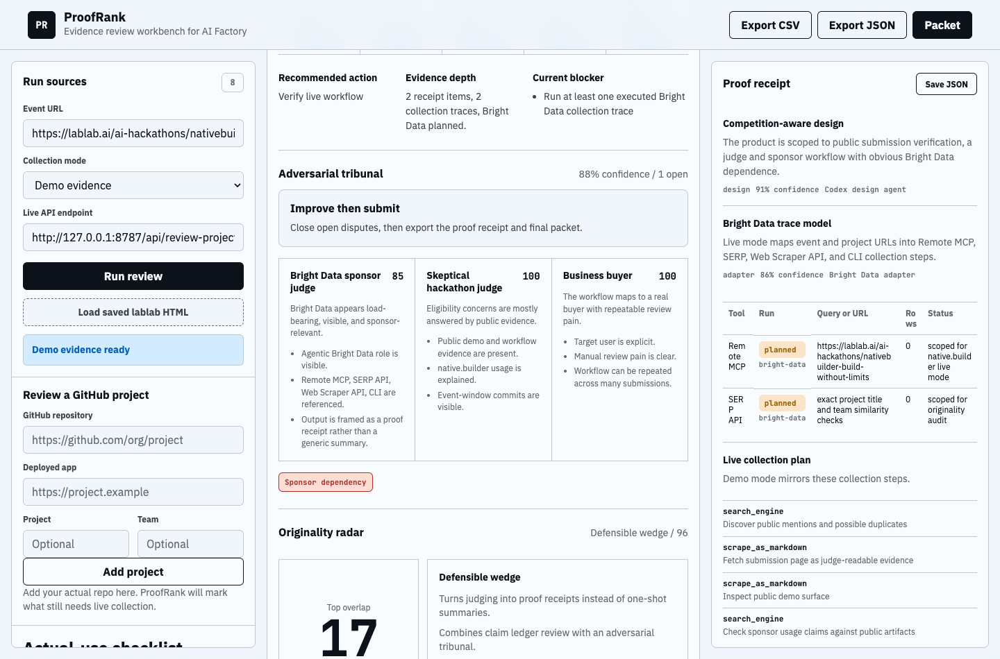 PR
ProofRank
Evidence review workbench for AI Factory
Export CSV
Export JSON
Packet
Run sources
8
Event URL
https://lablab.ai/ai-hackathons/nativebui
Collection mode
Demo evidence
Live API endpoint
http://127.0.0.1:8787/api/review-project
Run review
Load saved lablab HTML
Demo evidence ready
Review a GitHub project
GitHub repository
https://github.com/org/project
Deployed app
https://project.example
Project
Team
Optional
Optional
Add project
Add your actual repo here. ProofRank will mark
what still needs live collection.
Actual-use checklist
Recommended action
Verify live workflow
Evidence depth
2 receipt items, 2
collection traces, Bright
Data planned.
Current blocker
Run at least one executed Bright
Data collection trace
Adversarial tribunal
88% confidence / 1 open
Improve then submit
Close open disputes, then export the proof receipt and final packet.
Bright Data sponsor
judge
85
Bright Data appears load-
bearing, visible, and sponsor-
relevant.
Agentic Bright Data role is
visible.
Remote MCP, SERP API,
Web Scraper API, CLI are
referenced.
Output is framed as a proof
receipt rather than a
generic summary.
Skeptical
hackathon judge
100
Eligibility concerns are mostly
answered by public evidence.
Public demo and workflow
evidence are present.
native.builder usage is
explained.
Event-window commits are
visible.
Business buyer
100
The workflow maps to a real
buyer with repeatable review
pain.
Target user is explicit.
Manual review pain is clear.
Workflow can be repeated
across many submissions.
Sponsor dependency
Originality radar
Defensible wedge / 96
Top overlap
17
Defensible wedge
Turns judging into proof receipts instead of one-shot
summaries.
Combines claim ledger review with an adversarial
tribunal.
Proof receipt
Save JSON
Competition-aware design
The product is scoped to public submission verification, a
judge and sponsor workflow with obvious Bright Data
dependence.
design 91% confidence Codex design agent
Bright Data trace model
Live mode maps event and project URLs into Remote MCP,
SERP, Web Scraper API, and CLI collection steps.
adapter 86% confidence Bright Data adapter
Tool
Run
Query or URL
Ro
ws
Status
Rem
ote
MCP
planned
bright-data
https://lablab.ai/ai-
hackathons/nativeb
uilder-build-
without-limits
0
scoped for
native.build
er live
mode
SER
P
API
planned
bright-data
exact project title
and team similarity
checks
0
scoped for
originality
audit
Live collection plan
Demo mode mirrors these collection steps.
search_engine
Discover public mentions and possible duplicates
scrape_as_markdown
Fetch submission page as judge-readable evidence
scrape_as_markdown
Inspect public demo surface
search_engine
Check sponsor usage claims against public artifacts